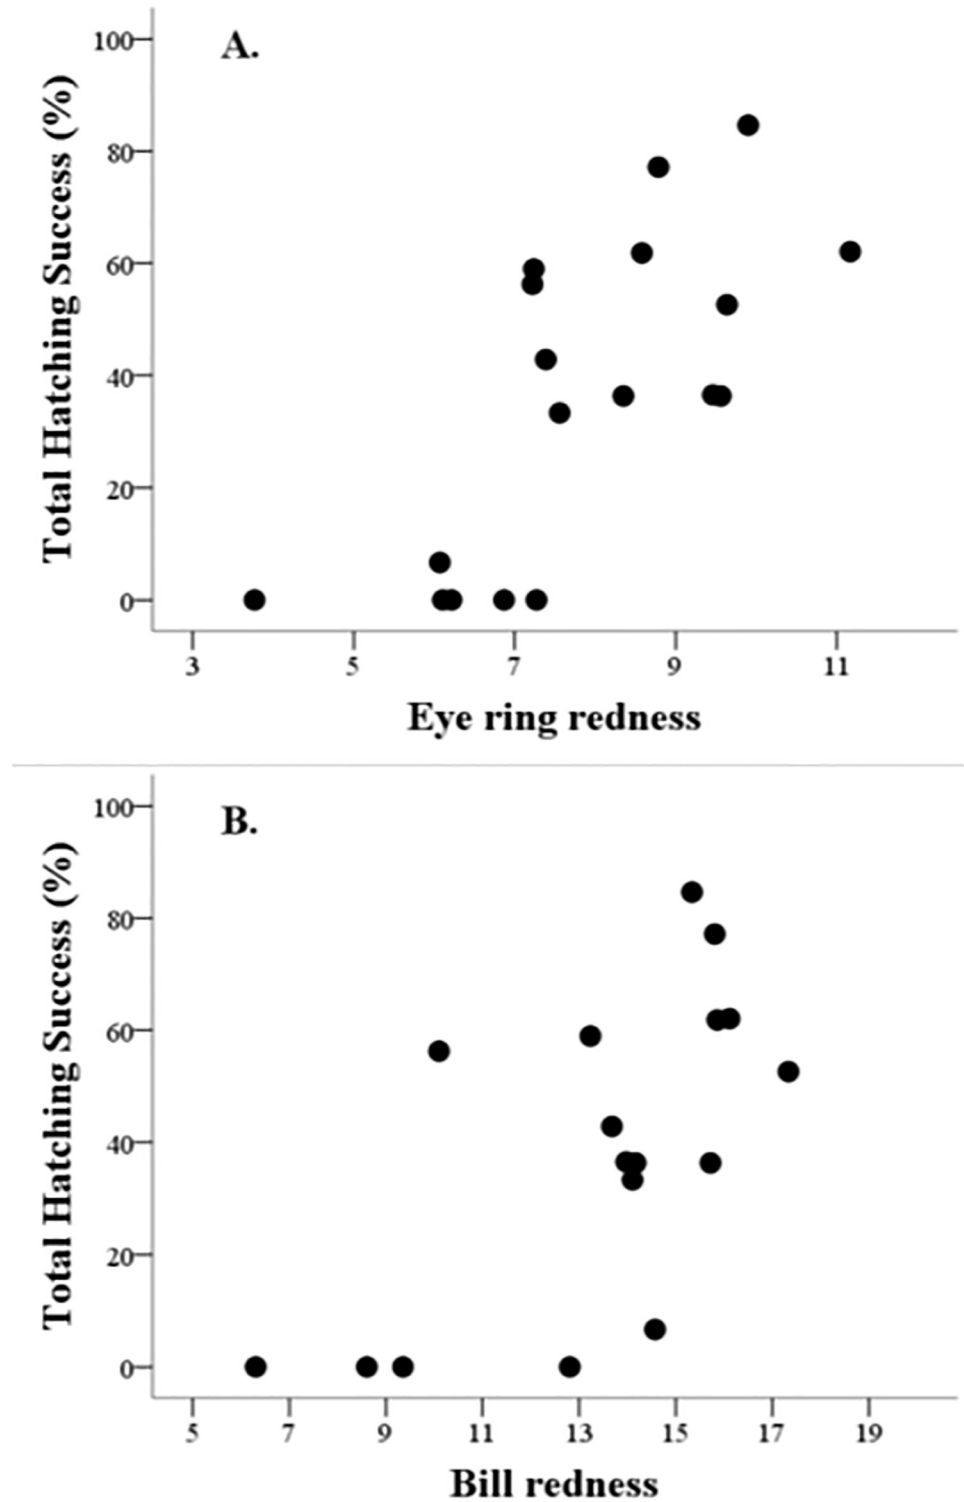 A.
Total Hatching Success (%)
100
80
60
40
20
0
3 5 7 9 11
Eye ring redness
B.
Total Hatching Success (%)
100
80
60
40
20
0
5 7 9 11 13 15 17 19
Bill redness